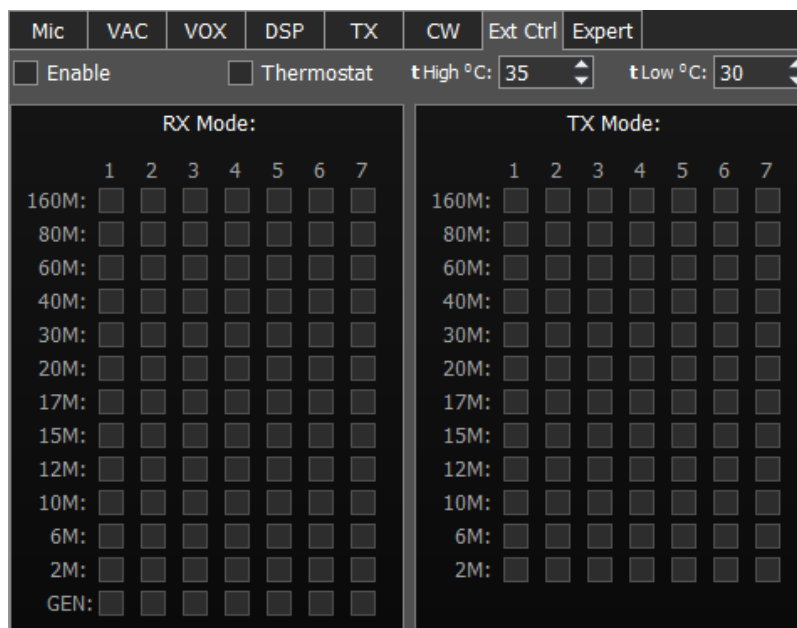 Mic VAC VOX DSP TX CW Ext Ctrl Expert
Enable Thermostat t High °C: 35 t Low °C: 30
RX Mode: TX Mode:
1 2 3 4 5 6 7 1 2 3 4 5 6 7
160M: 160M:
80M: 80M:
60M: 60M:
40M: 40M:
30M: 30M:
20M: 20M:
17M: 17M:
15M: 15M:
12M: 12M:
10M: 10M:
6M: 6M:
2M: 2M:
GEN: